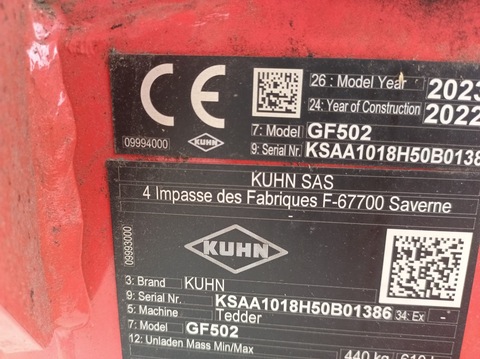 CE
26: Model Year 2023
24: Year of Construction 2022
7: Model GF502
09994000 KUHN 9: Serial Nr. KSAA1018H50B0138
KUHN SAS
4 Impasse des Fabriques F-67700 Saverne
09993000
KUHN
3: Brand KUHN
9: Serial Nr. KSAA1018H50B01386 34: Ex -
5: Machine Tedder
7: Model GF502
12: Unladen Mass Min/Max 440 kg